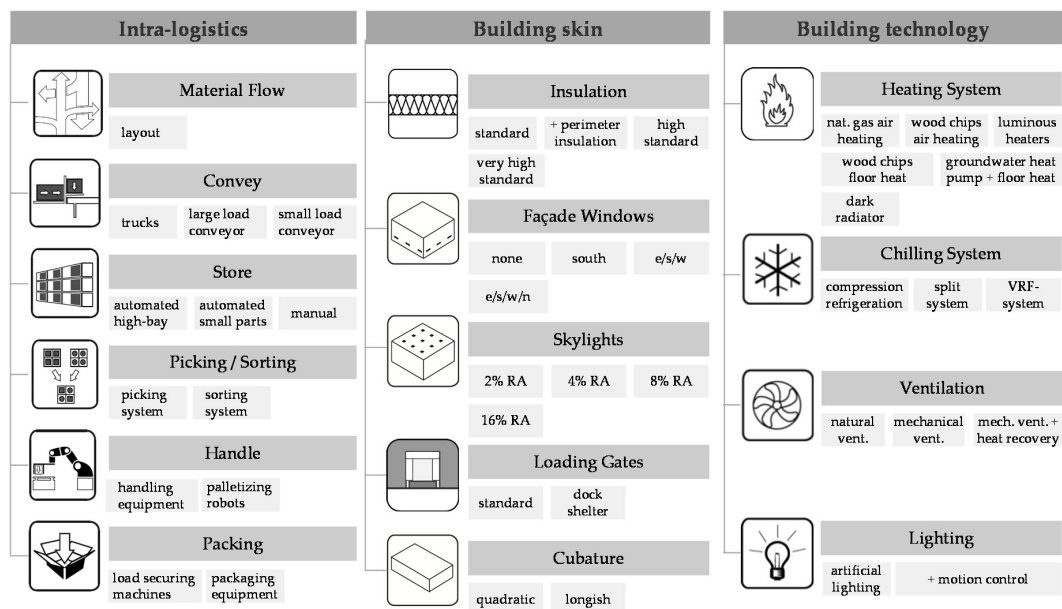 Intra-logistics
Material Flow
layout
Convey
trucks
large load
conveyor
small load
conveyor
Store
automated
high-bay
automated
small parts
manual
Picking / Sorting
picking
system
sorting
system
Handle
handling
equipment
palletizing
robots
Packing
load securing
machines
packaging
equipment
Building skin
Insulation
standard
+ perimeter
insulation
high
standard
very high
standard
Façade Windows
none
south
e/s/w
e/s/w/n
Skylights
2% RA
4% RA
8% RA
16% RA
Loading Gates
standard
dock
shelter
Cubature
quadratic
longish
Building technology
Heating System
nat. gas air
heating
wood chips
air heating
luminous
heaters
wood chips
floor heat
groundwater heat
pump + floor heat
dark
radiator
Chilling System
compression
refrigeration
split
system
VRF-
system
Ventilation
natural
vent.
mechanical
vent.
mech. vent. +
heat recovery
Lighting
artificial
lighting
+ motion control